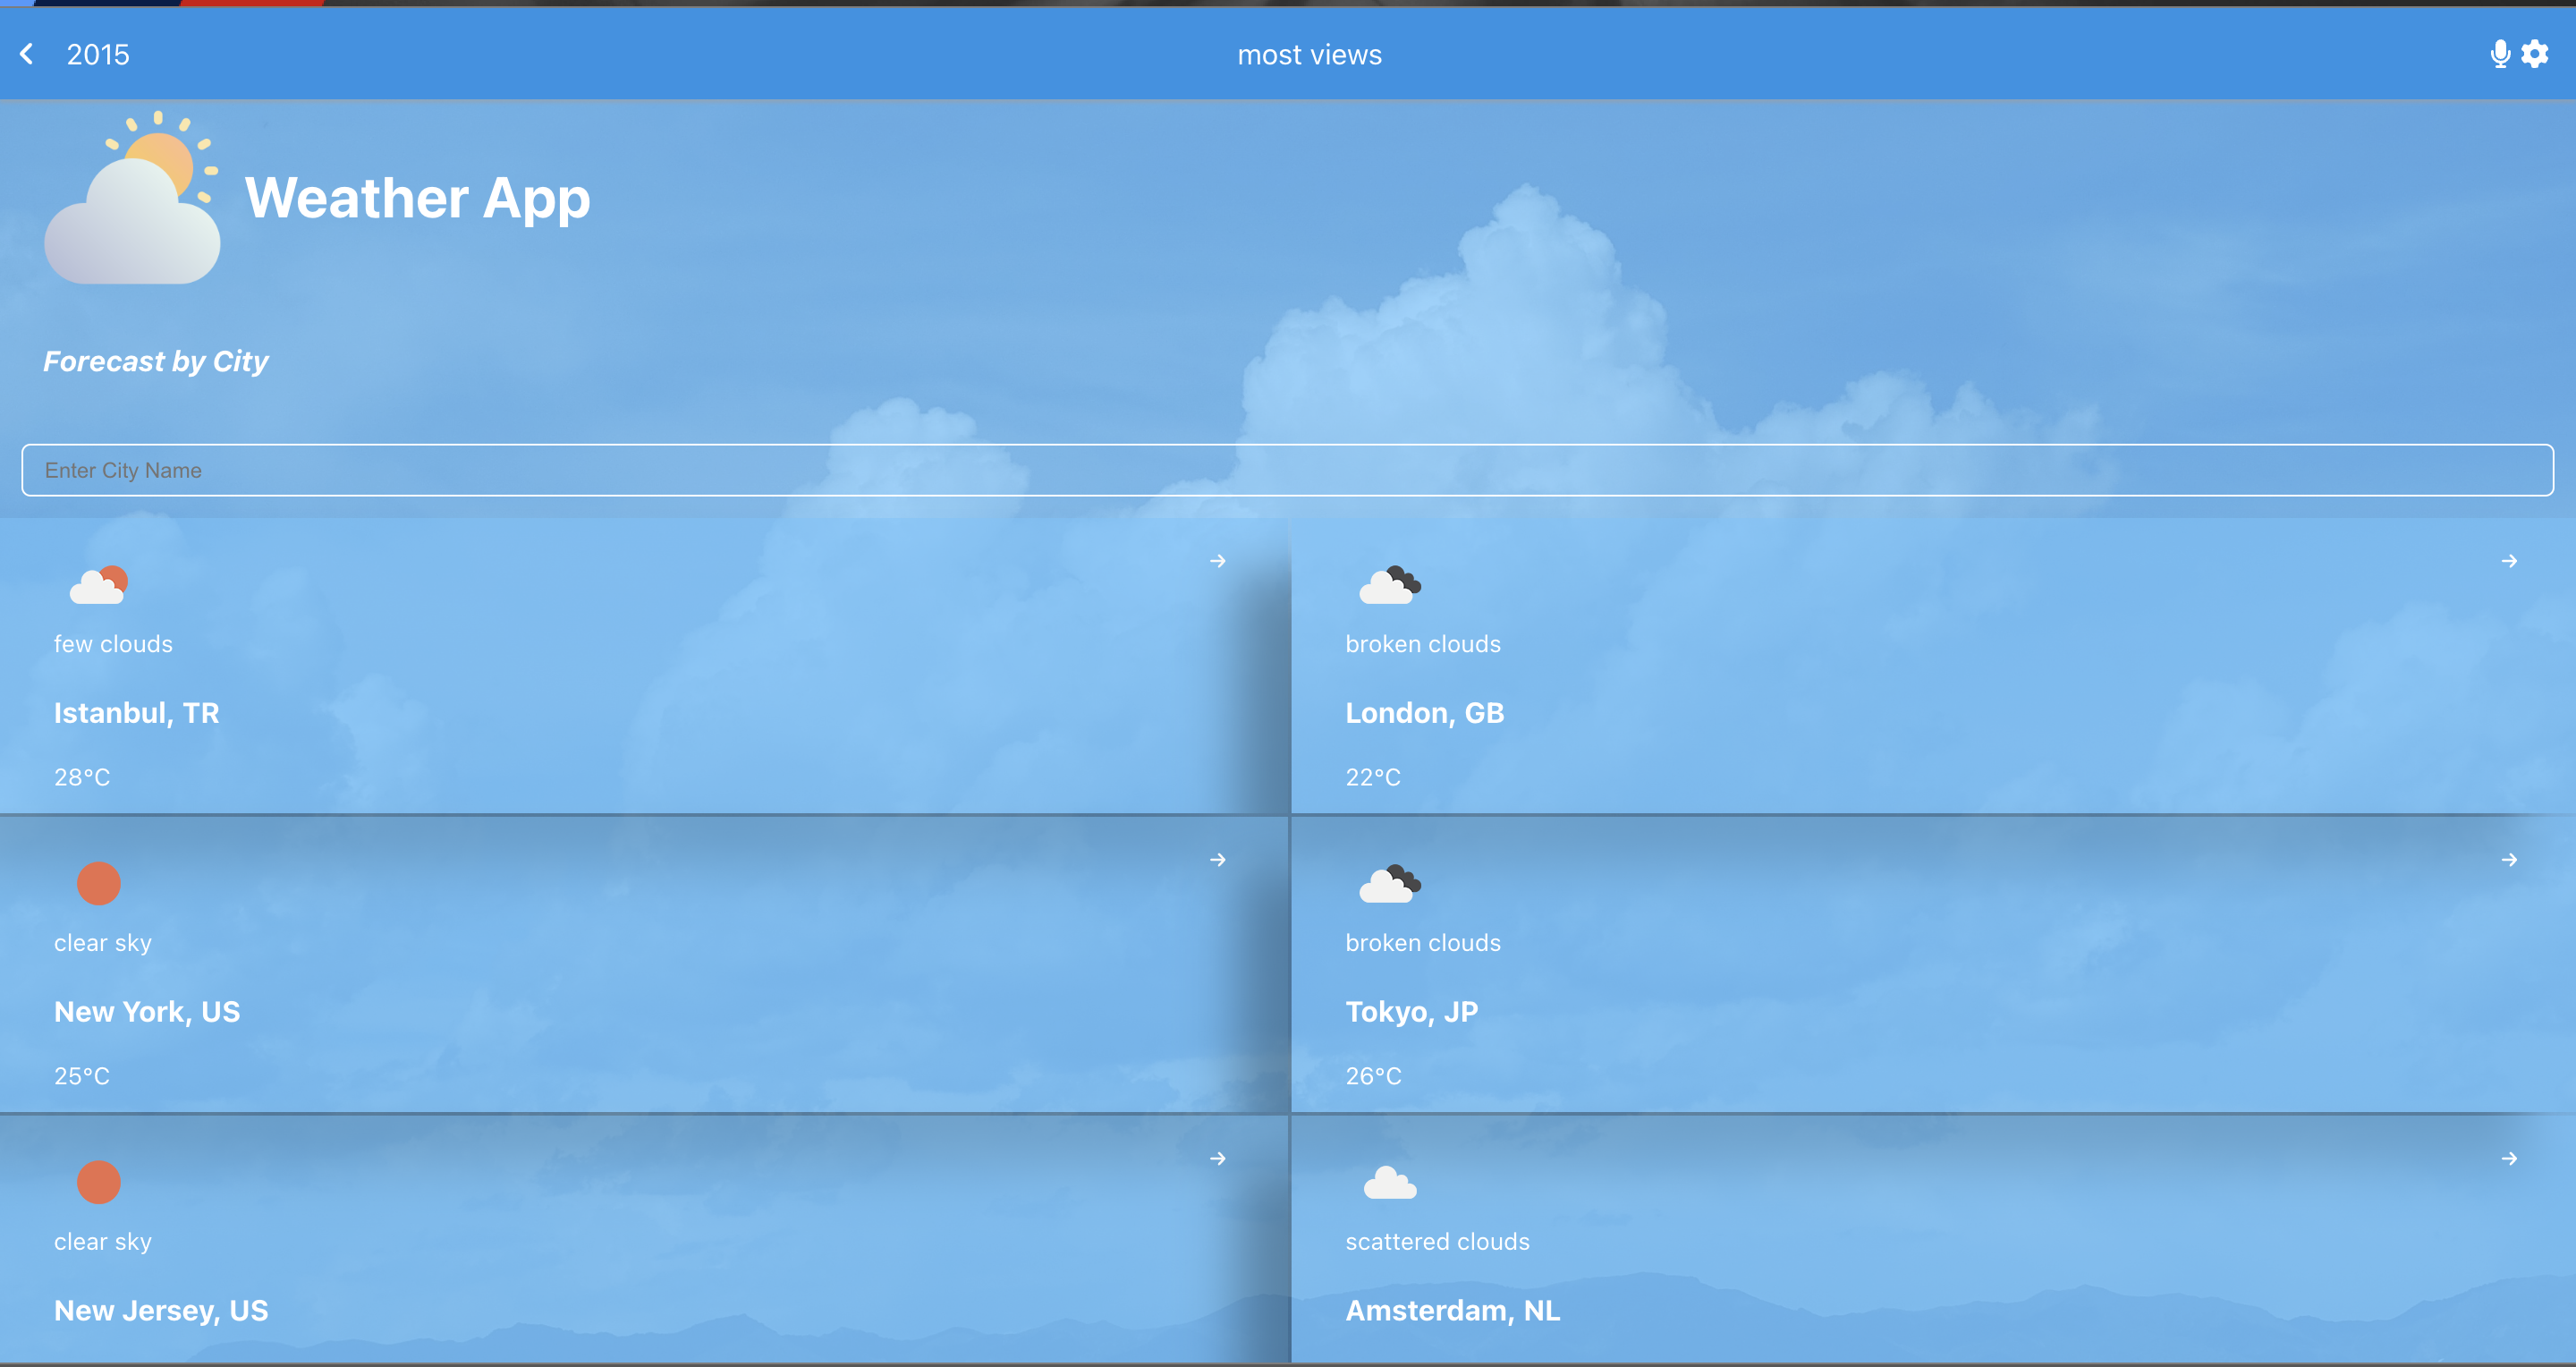 2015
most views
Weather App
Forecast by City
Enter City Name
few clouds
Istanbul, TR
28°C
broken clouds
London, GB
22°C
clear sky
New York, US
25°C
broken clouds
Tokyo, JP
26°C
clear sky
New Jersey, US
scattered clouds
Amsterdam, NL